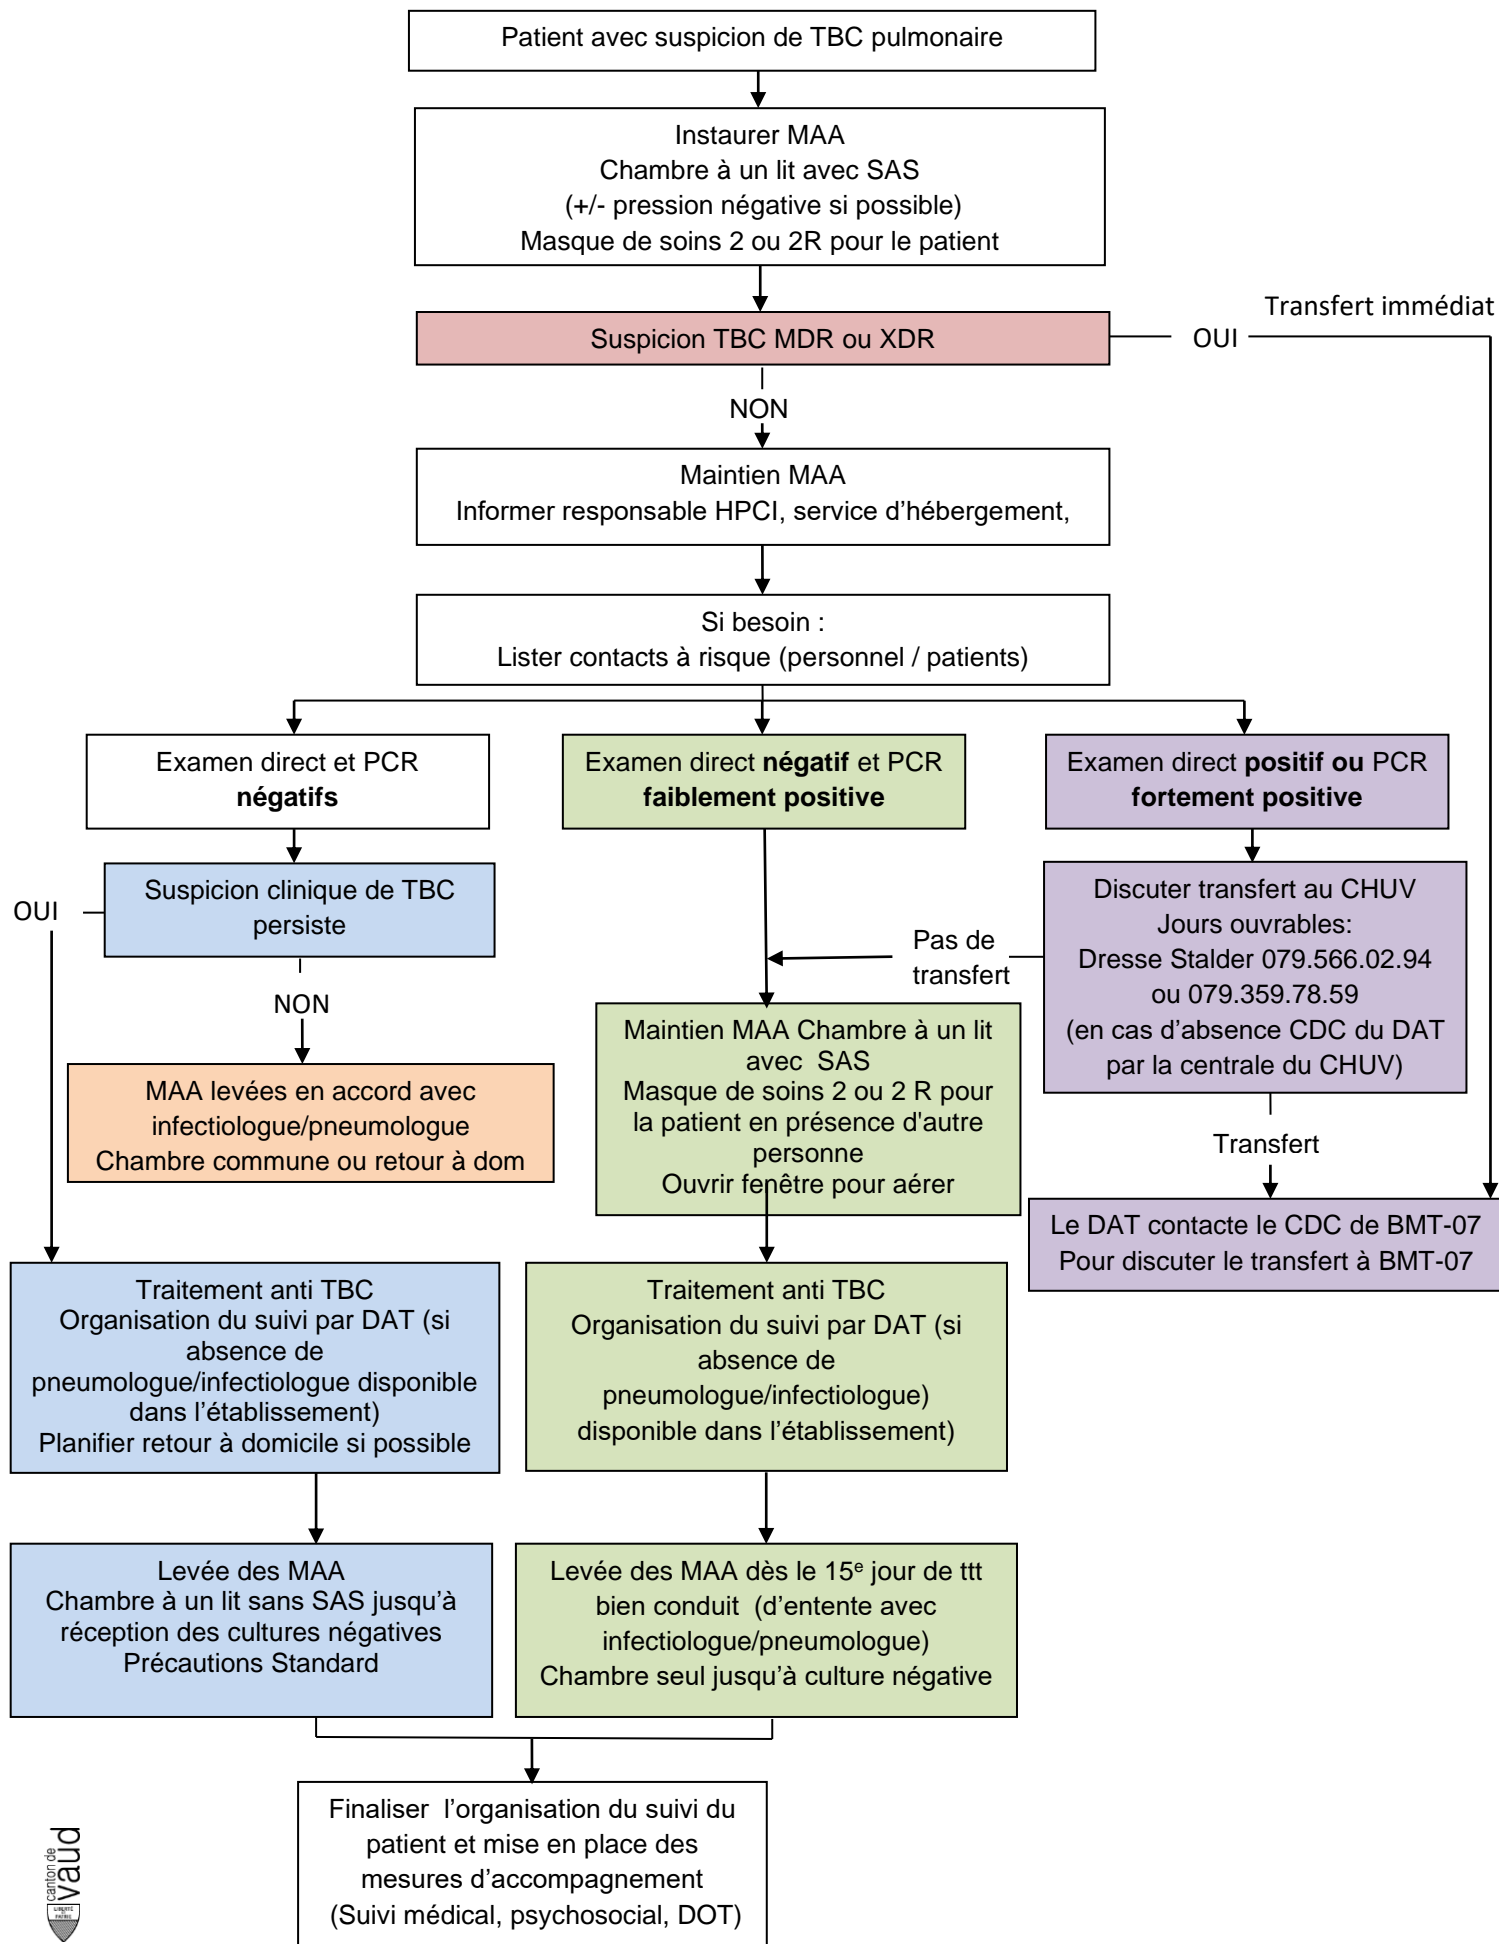 Patient avec suspicion de TBC pulmonaire
Instaurer MAA
Chambre à un lit avec SAS
(+/- pression négative si possible)
Masque de soins 2 ou 2R pour le patient
Transfert immédiat
Suspicion TBC MDR ou XDR
OUI
NON
Maintien MAA
Informer responsable HPCI, service d’hébergement,
Si besoin :
Lister contacts à risque (personnel / patients)
Examen direct et PCR
négatifs
Examen direct négatif et PCR
faiblement positive
Examen direct positif ou PCR
fortement positive
Suspicion clinique de TBC
persiste
OUI
NON
Discuter transfert au CHUV
Jours ouvrables:
Dresse Stalder 079.566.02.94
ou 079.359.78.59
(en cas d’absence CDC du DAT
par la centrale du CHUV)
Pas de
transfert
Maintien MAA Chambre à un lit
avec SAS
Masque de soins 2 ou 2 R pour
la patient en présence d'autre
personne
Ouvrir fenêtre pour aérer
MAA levées en accord avec
infectiologue/pneumologue
Chambre commune ou retour à dom
Transfert
Le DAT contacte le CDC de BMT-07
Pour discuter le transfert à BMT-07
Traitement anti TBC
Organisation du suivi par DAT (si
absence de
pneumologue/infectiologue disponible
dans l’établissement)
Planifier retour à domicile si possible
Traitement anti TBC
Organisation du suivi par DAT (si
absence de
pneumologue/infectiologue)
disponible dans l’établissement)
Levée des MAA
Chambre à un lit sans SAS jusqu’à
réception des cultures négatives
Précautions Standard
Levée des MAA dès le 15e jour de ttt
bien conduit (d’entente avec
infectiologue/pneumologue)
Chambre seul jusqu’à culture négative
Finaliser l’organisation du suivi du
patient et mise en place des
mesures d’accompagnement
(Suivi médical, psychosocial, DOT)
canton de
vaud
LIBERTÉ
ET
PATRIE